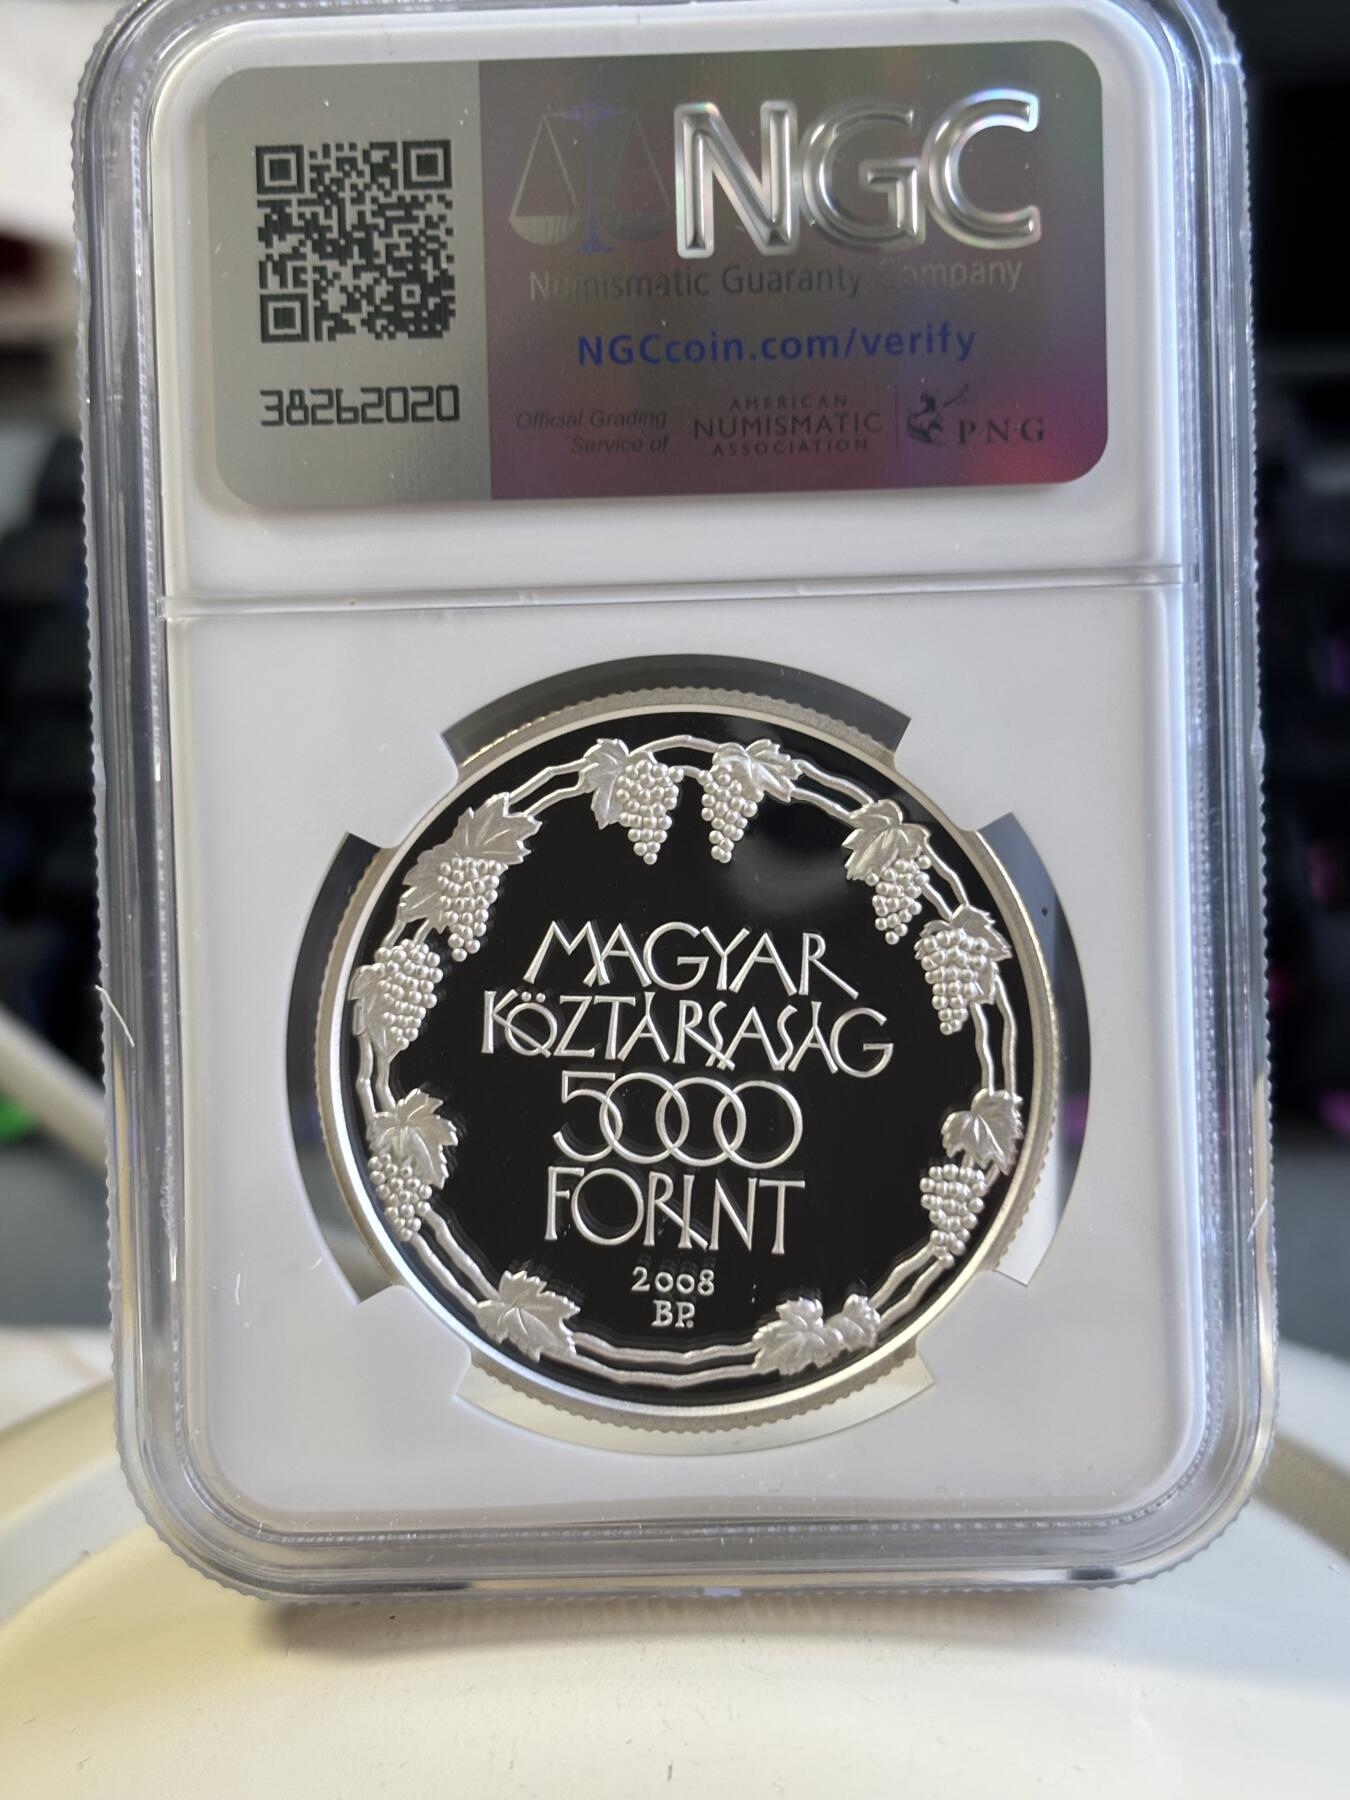 NGC
Numismatic Guaranty Company
NGCcoin.com/verify
38262020
Official Grading
Service of
AMERICAN
NUMISMATIC
ASSOCIATION
PNG
MAGYAR
KÖZTÁRSASÁG
5000
FORINT
2008
BP.